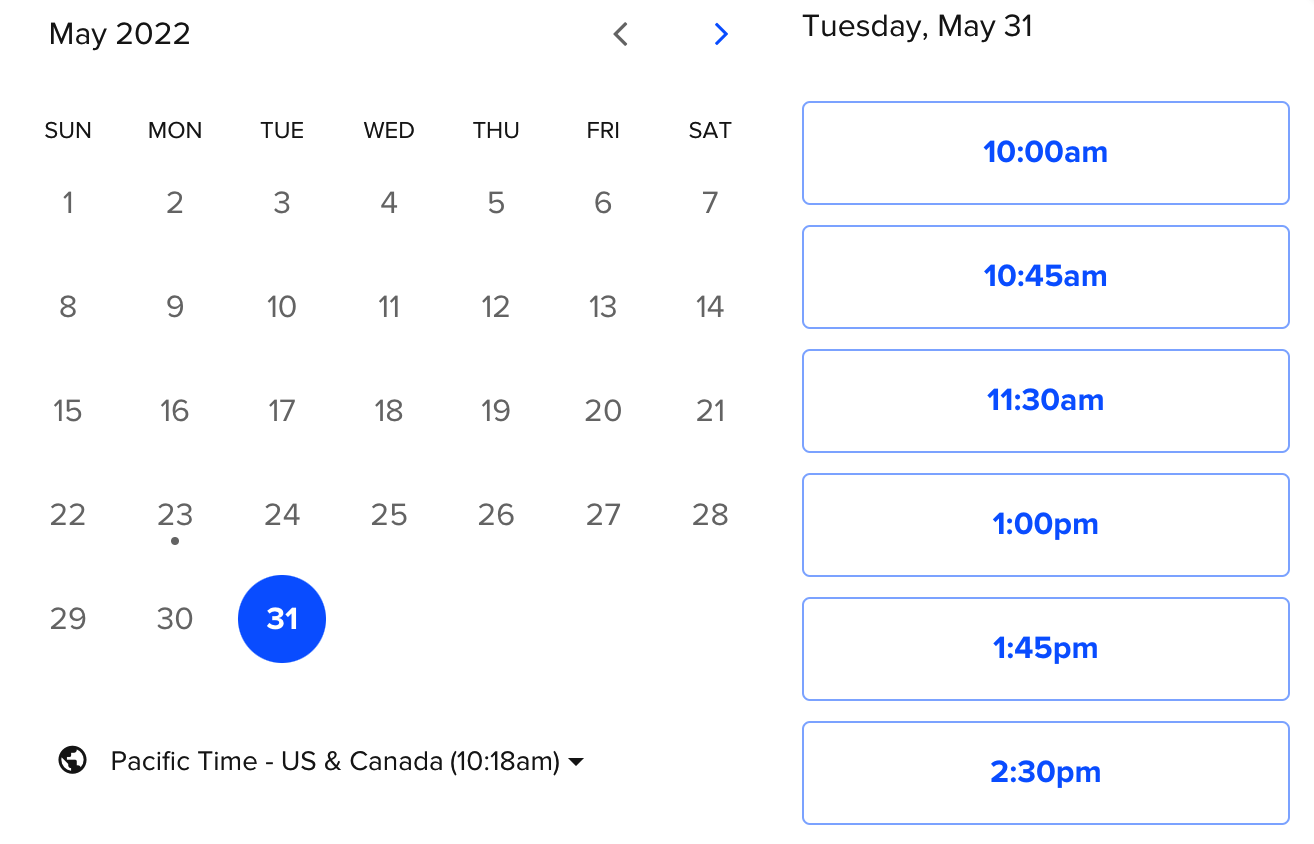 May 2022
SUN MON TUE WED THU FRI SAT
1 2 3 4 5 6 7
8 9 10 11 12 13 14
15 16 17 18 19 20 21
22 23 24 25 26 27 28
29 30 31
Pacific Time - US & Canada (10:18am)
Tuesday, May 31
10:00am
10:45am
11:30am
1:00pm
1:45pm
2:30pm